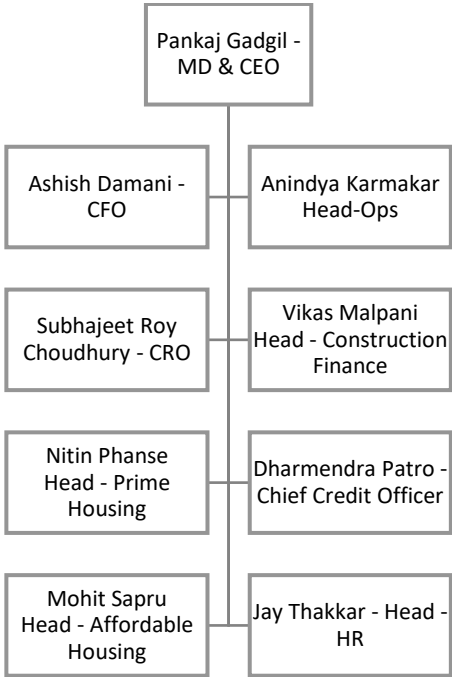 Pankaj Gadgil -
MD & CEO
Ashish Damani -
CFO
Anindya Karmakar
Head-Ops
Subhajeet Roy
Choudhury - CRO
Vikas Malpani
Head - Construction
Finance
Nitin Phanse
Head - Prime
Housing
Dharmendra Patro -
Chief Credit Officer
Mohit Sapru
Head - Affordable
Housing
Jay Thakkar - Head -
HR